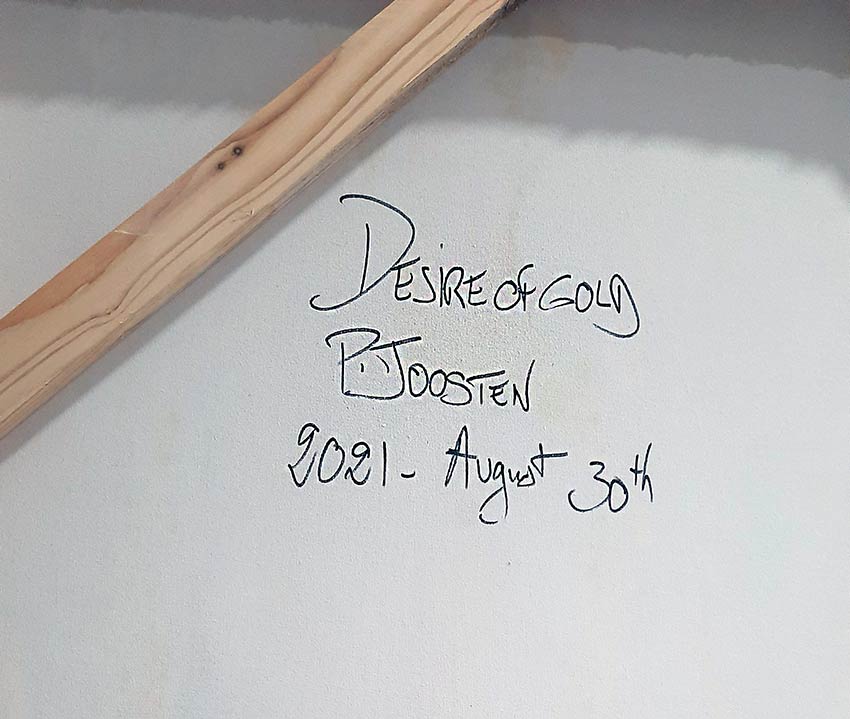 DESIRE OF GOLD
P. JOOSTEN
2021 - August 30th